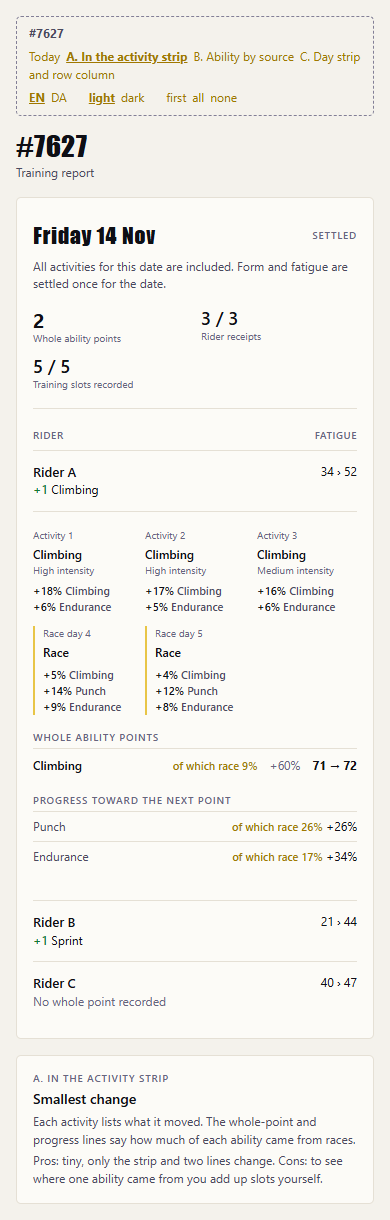 #7627
Today A. In the activity strip B. Ability by source C. Day strip
and row column
EN DA light dark first all none
#7627
Training report
Friday 14 Nov SETTLED
All activities for this date are included. Form and fatigue are
settled once for the date.
2 3 / 3
Whole ability points Rider receipts
5 / 5
Training slots recorded
RIDER FATIGUE
Rider A 34 › 52
+1 Climbing
Activity 1 Activity 2 Activity 3
Climbing Climbing Climbing
High intensity High intensity Medium intensity
+18% Climbing +17% Climbing +16% Climbing
+6% Endurance +5% Endurance +6% Endurance
Race day 4 Race day 5
Race Race
+5% Climbing +4% Climbing
+14% Punch +12% Punch
+9% Endurance +8% Endurance
WHOLE ABILITY POINTS
Climbing of which race 9% +60% 71 → 72
PROGRESS TOWARD THE NEXT POINT
Punch of which race 26% +26%
Endurance of which race 17% +34%
Rider B 21 › 44
+1 Sprint
Rider C 40 › 47
No whole point recorded
A. IN THE ACTIVITY STRIP
Smallest change
Each activity lists what it moved. The whole-point and
progress lines say how much of each ability came from races.
Pros: tiny, only the strip and two lines change. Cons: to see
where one ability came from you add up slots yourself.